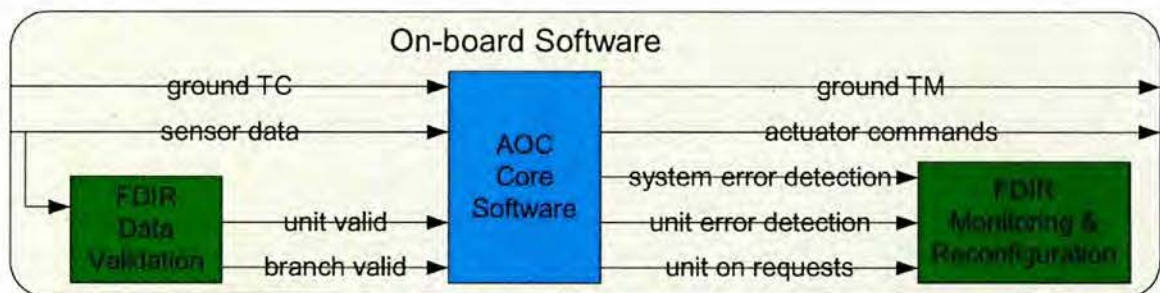 On-board Software
ground TC
sensor data
FDIR
Data
Validation
unit valid
branch valid
AOC
Core
Software
ground TM
actuator commands
system error detection
unit error detection
unit on requests
FDIR
Monitoring &
Reconfiguration